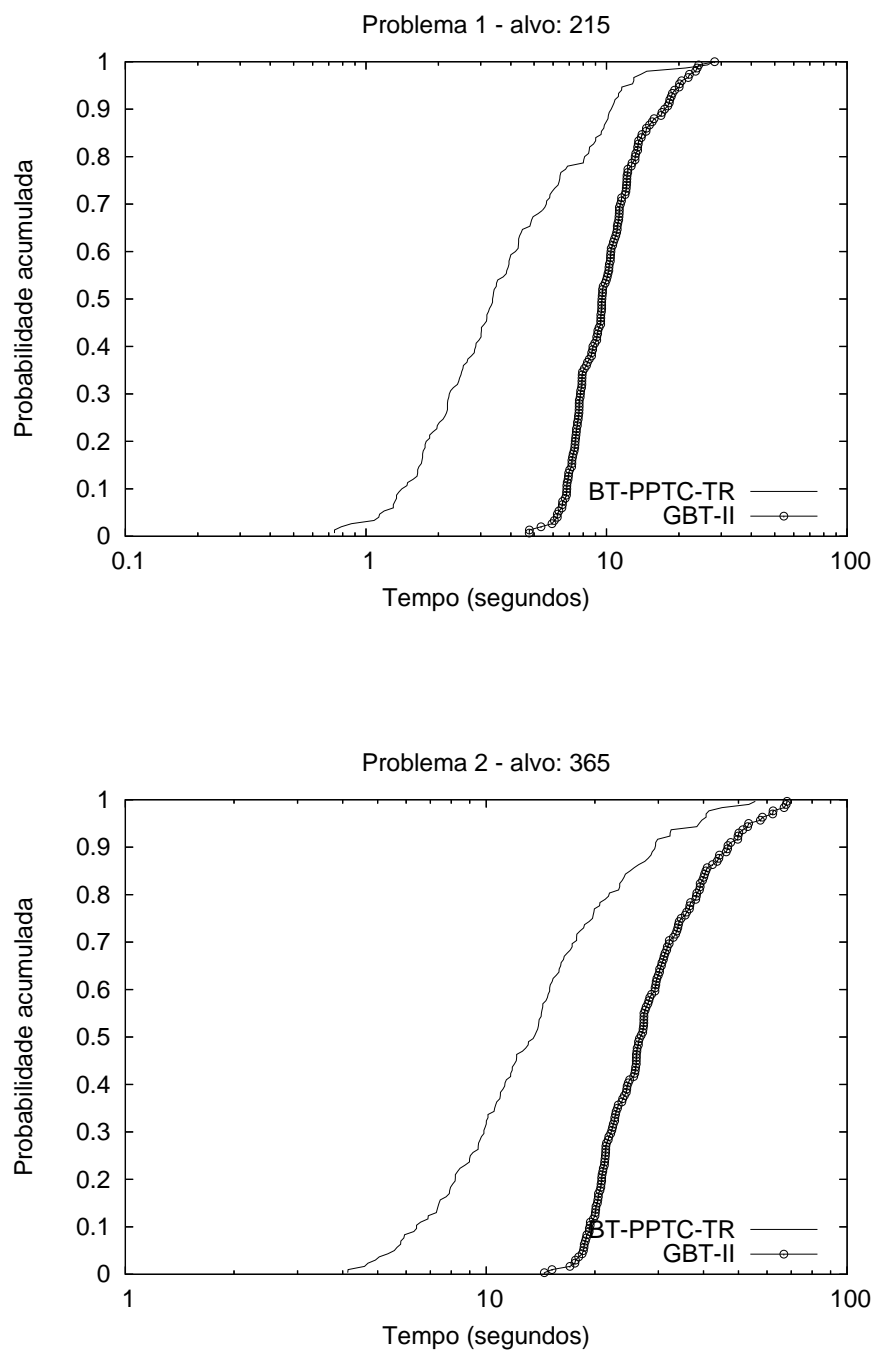 Problema 1 - alvo: 215
1
0.9
0.8
0.7
0.6
0.5
0.4
0.3
0.2
0.1
0
Probabilidade acumulada
BT-PPTC-TR
GBT-II
0.1 1 10 100
Tempo (segundos)
Problema 2 - alvo: 365
1
0.9
0.8
0.7
0.6
0.5
0.4
0.3
0.2
0.1
0
Probabilidade acumulada
BT-PPTC-TR
GBT-II
1 10 100
Tempo (segundos)